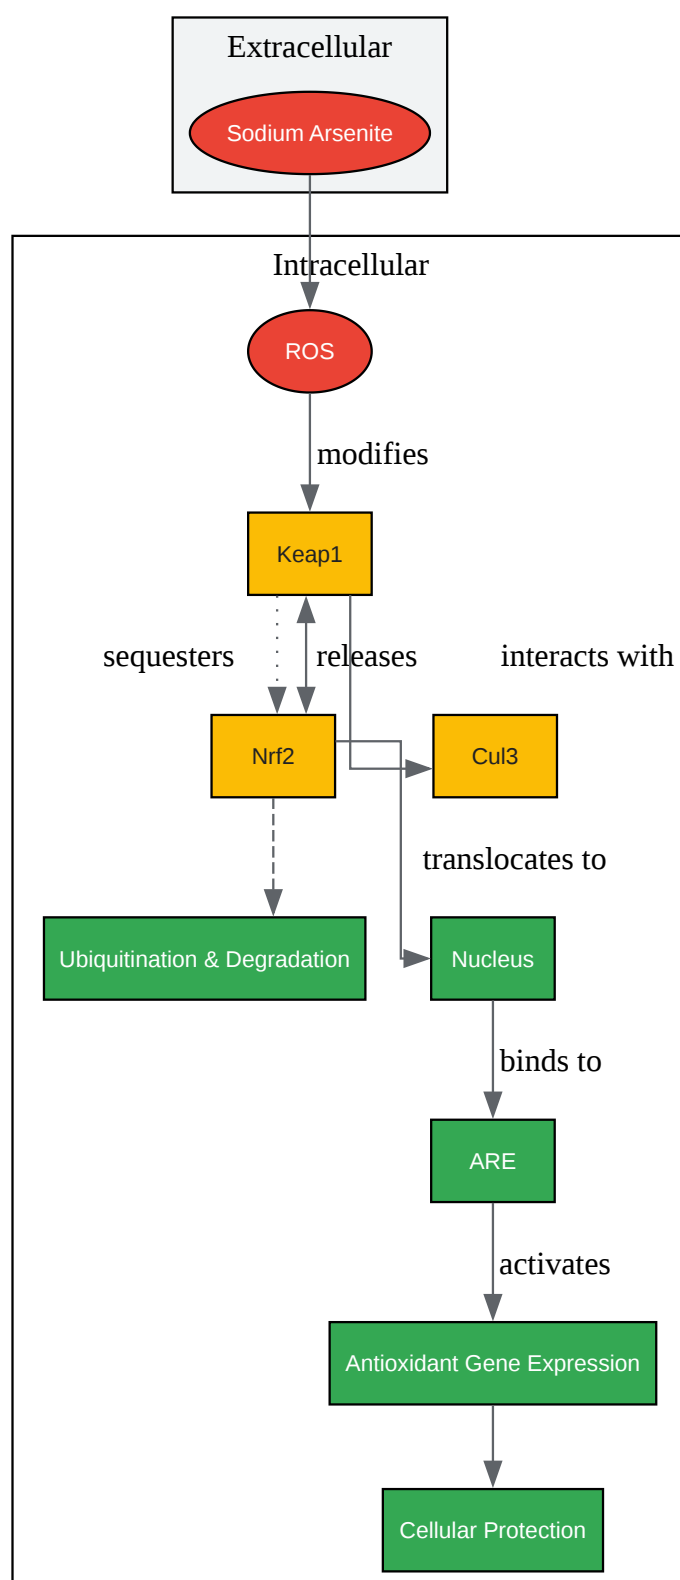 Extracellular
Sodium Arsenite
Intracellular
ROS
modifies
Keap1
sequesters
releases
interacts with
Nrf2
Cul3
translocates to
Ubiquitination & Degradation
Nucleus
binds to
ARE
activates
Antioxidant Gene Expression
Cellular Protection